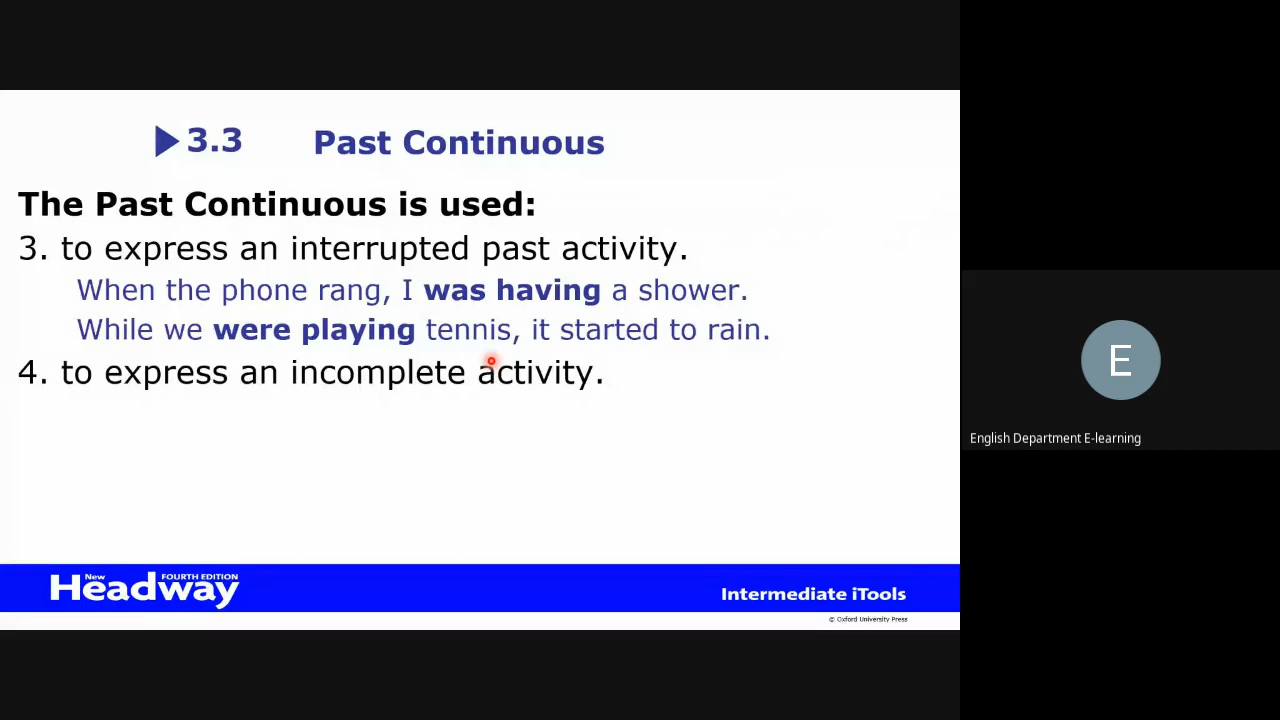 3.3 Past Continuous
The Past Continuous is used:
3. to express an interrupted past activity.
When the phone rang, I was having a shower.
While we were playing tennis, it started to rain.
4. to express an incomplete activity.
E
English Department E-learning
New Headway FOURTH EDITION
Intermediate iTools
© Oxford University Press